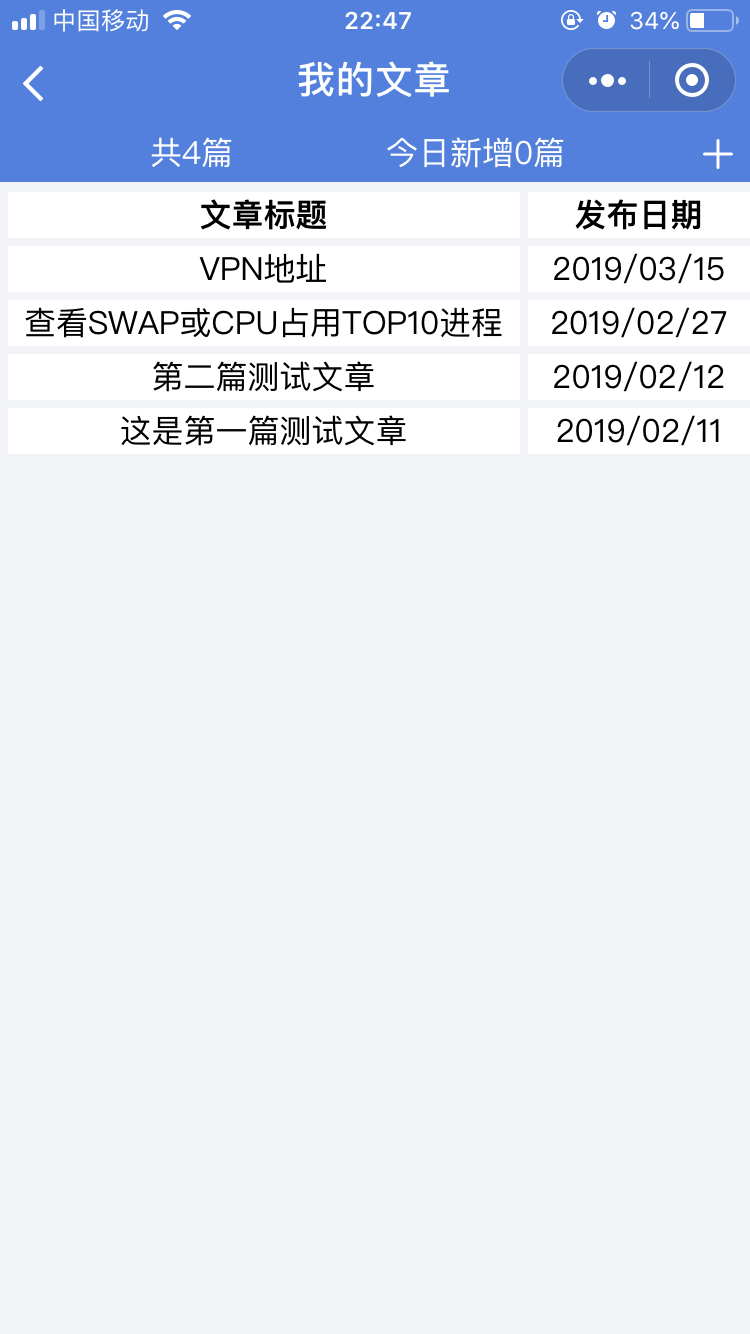 中国移动 22:47 34%
我的文章
共4篇 今日新增0篇
文章标题 发布日期
VPN地址 2019/03/15
查看SWAP或CPU占用TOP10进程 2019/02/27
第二篇测试文章 2019/02/12
这是第一篇测试文章 2019/02/11